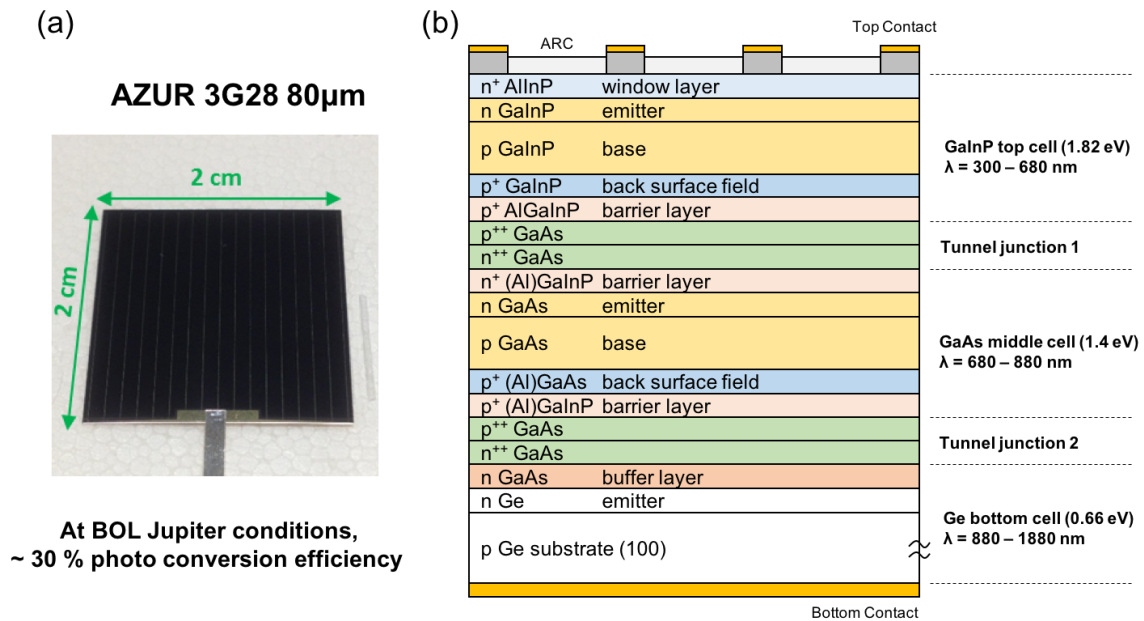 (a)
AZUR 3G28 80µm
2 cm
2 cm
At BOL Jupiter conditions,
~ 30 % photo conversion efficiency
(b)
ARC
Top Contact
n+ AlInP window layer
n GaInP emitter
p GaInP base
p+ GaInP back surface field
p+ AlGaInP barrier layer
p++ GaAs
n++ GaAs
n+ (Al)GaInP barrier layer
n GaAs emitter
p GaAs base
p+ (Al)GaAs back surface field
p+ (Al)GaInP barrier layer
p++ GaAs
n++ GaAs
n GaAs buffer layer
n Ge emitter
p Ge substrate (100)
GaInP top cell (1.82 eV)
λ = 300 – 680 nm
Tunnel junction 1
GaAs middle cell (1.4 eV)
λ = 680 – 880 nm
Tunnel junction 2
Ge bottom cell (0.66 eV)
λ = 880 – 1880 nm
Bottom Contact